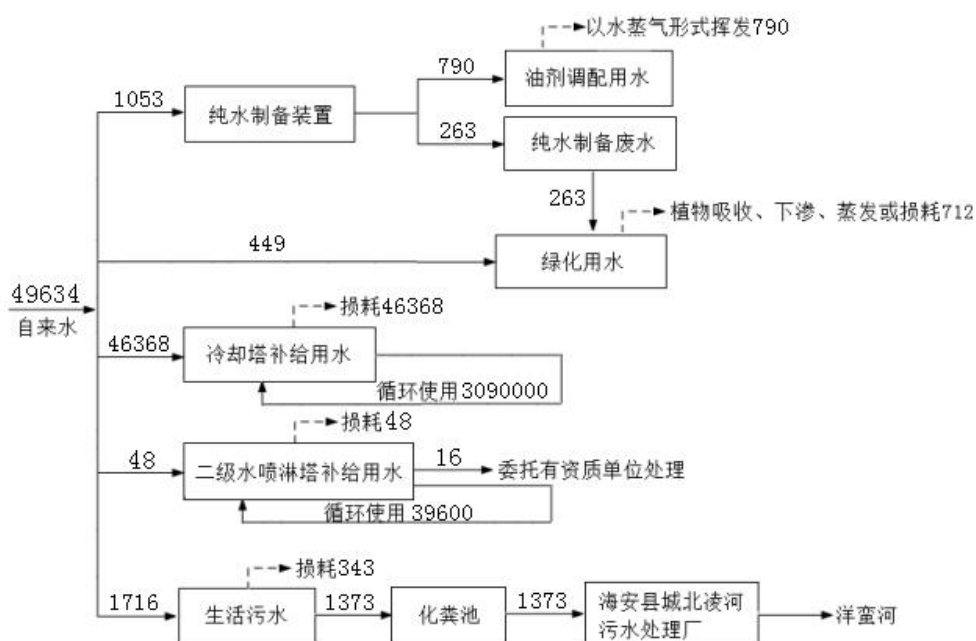 以水蒸气形式挥发790
790
油剂调配用水
1053
纯水制备装置
263
纯水制备废水
263
植物吸收、下渗、蒸发或损耗712
449
绿化用水
49634
自来水
损耗46368
46368
冷却塔补给用水
循环使用3090000
损耗48
48
二级水喷淋塔补给用水
16
委托有资质单位处理
循环使用 39600
损耗343
1716
生活污水
1373
化粪池
1373
海安县城北凌河
污水处理厂
洋蛮河